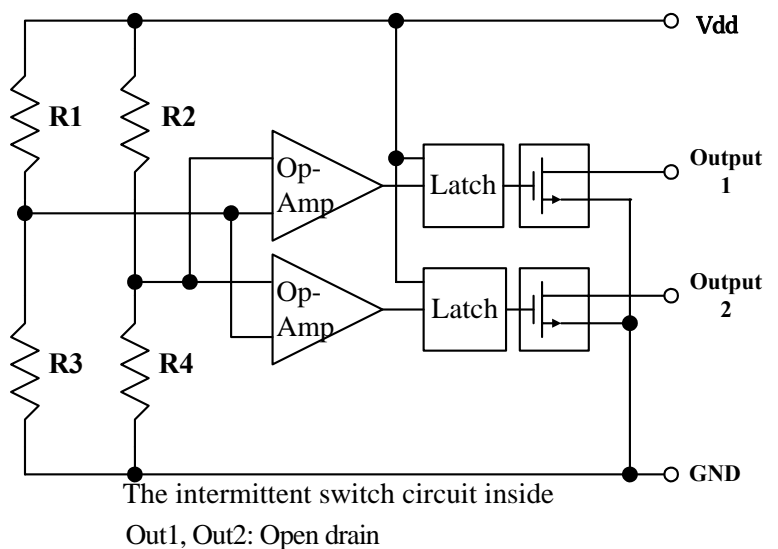 Vdd
R1
R2
Op-
Amp
Latch
Output
1
Op-
Amp
Latch
Output
2
R3
R4
GND
The intermittent switch circuit inside
Out1, Out2: Open drain